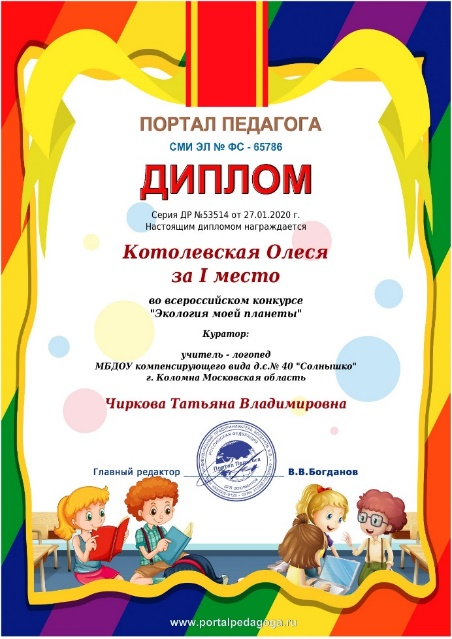 ПОРТАЛ ПЕДАГОГА
СМИ ЭЛ № ФС - 65786
ДИПЛОМ
Серия ДР №53514 от 27.01.2020 г.
Настоящим дипломом награждается
Котолевская Олеся
за I место
во всероссийском конкурсе
"Экология моей планеты"
Куратор:
учитель - логопед
МБДОУ компенсирующего вида д.с.№ 40 "Солнышко"
г. Коломна Московская область
Чиркова Татьяна Владимировна
Портал Педагога
Главный редактор
В.В.Богданов
www.portalpedagoga.ru